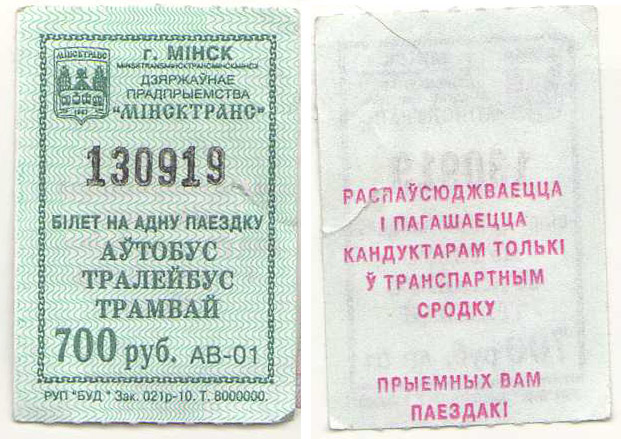 МІНСКТРАНС
г. МІНСК
ДЗЯРЖАЎНАЕ
ПРАДПРЫЕМСТВА
"МІНСКТРАНС"
130919
БІЛЕТ НА АДНУ ПАЕЗДКУ
АЎТОБУС
ТРАЛЕЙБУС
ТРАМВАЙ
700 руб. АВ-01
РУП "БУД" Зак. 021р-10. Т. 8000000.
РАСПАЎСЮДЖВАЕЦЦА
І ПАГАШАЕЦЦА
КАНДУКТАРАМ ТОЛЬКІ
Ў ТРАНСПАРТНЫМ
СРОДКУ
ПРЫЕМНЫХ ВАМ
ПАЕЗДАК!